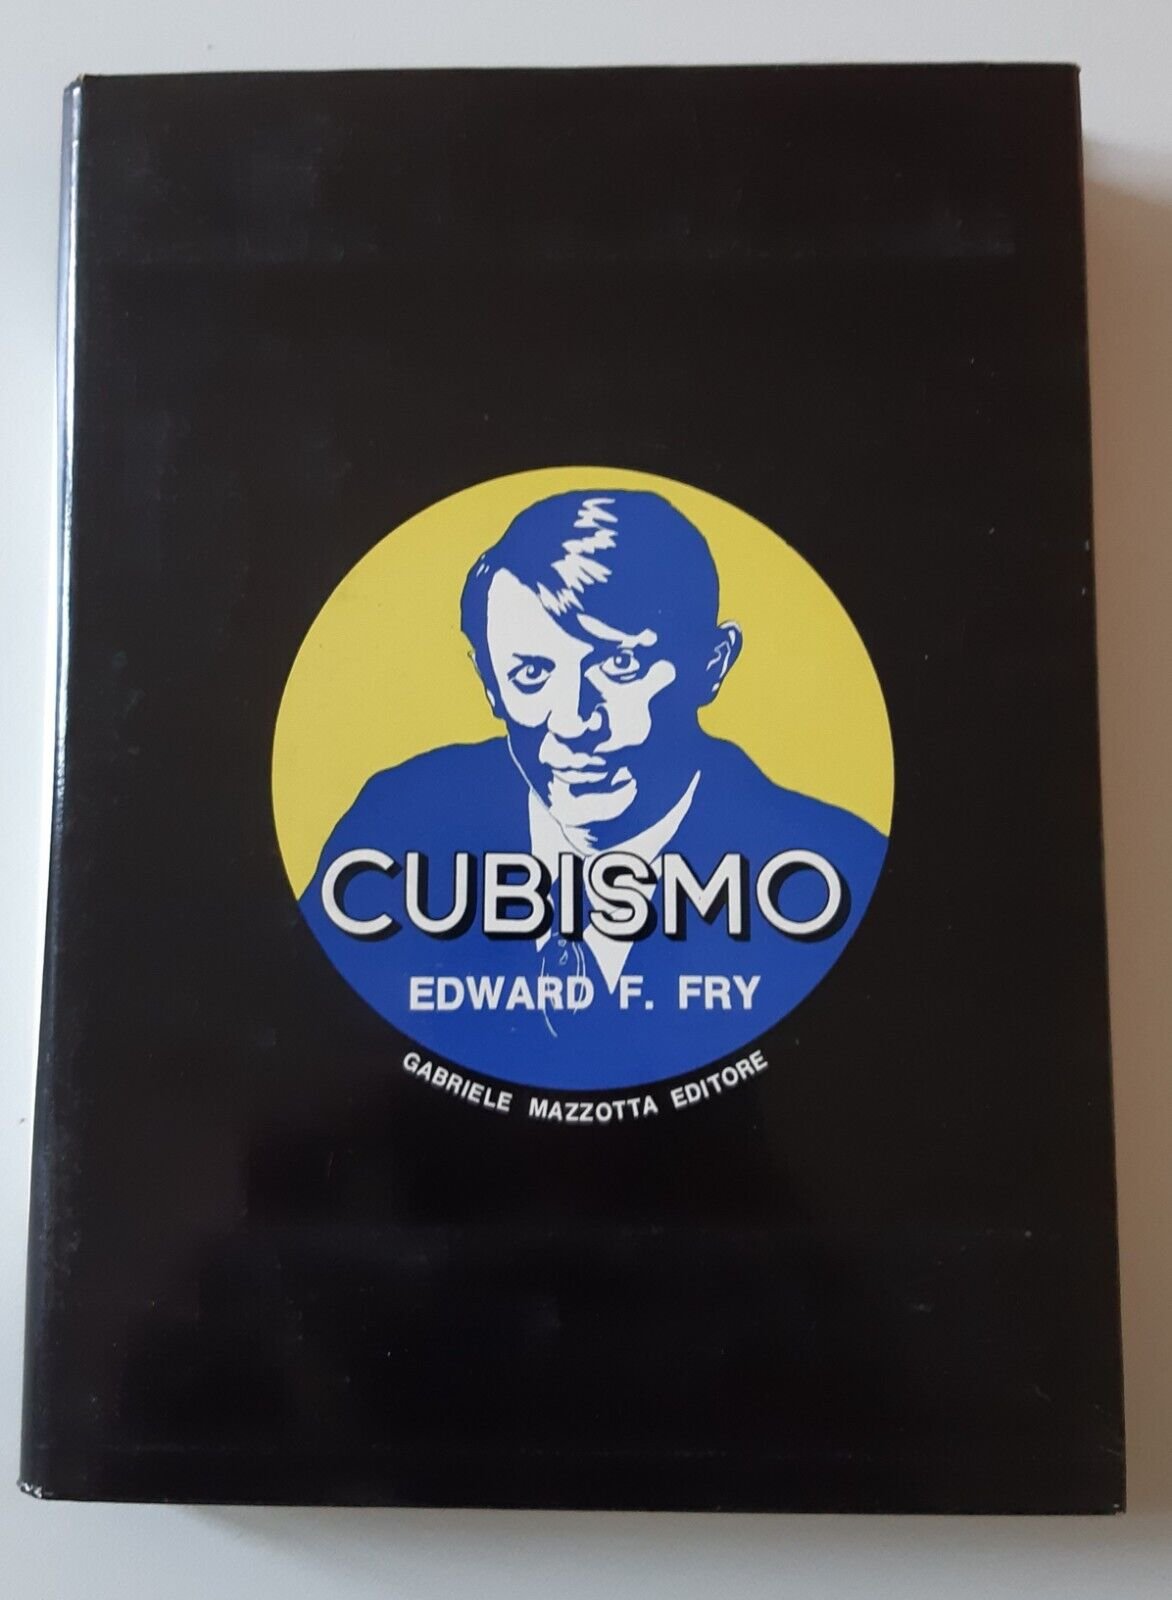 CUBISMO
EDWARD F. FRY
GABRIELE MAZZOTTA EDITORE